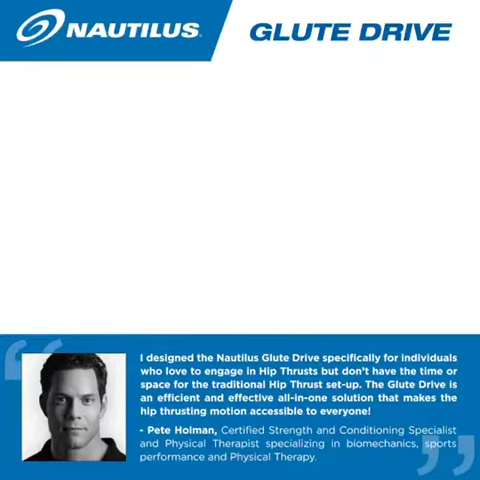 NAUTILUS®
GLUTE DRIVE
I designed the Nautilus Glute Drive specifically for individuals
who love to engage in Hip Thrusts but don't have the time or
space for the traditional Hip Thrust set-up. The Glute Drive is
an efficient and effective all-in-one solution that makes the
hip thrusting motion accessible to everyone!
- Pete Holman, Certified Strength and Conditioning Specialist
and Physical Therapist specializing in biomechanics, sports
performance and Physical Therapy.